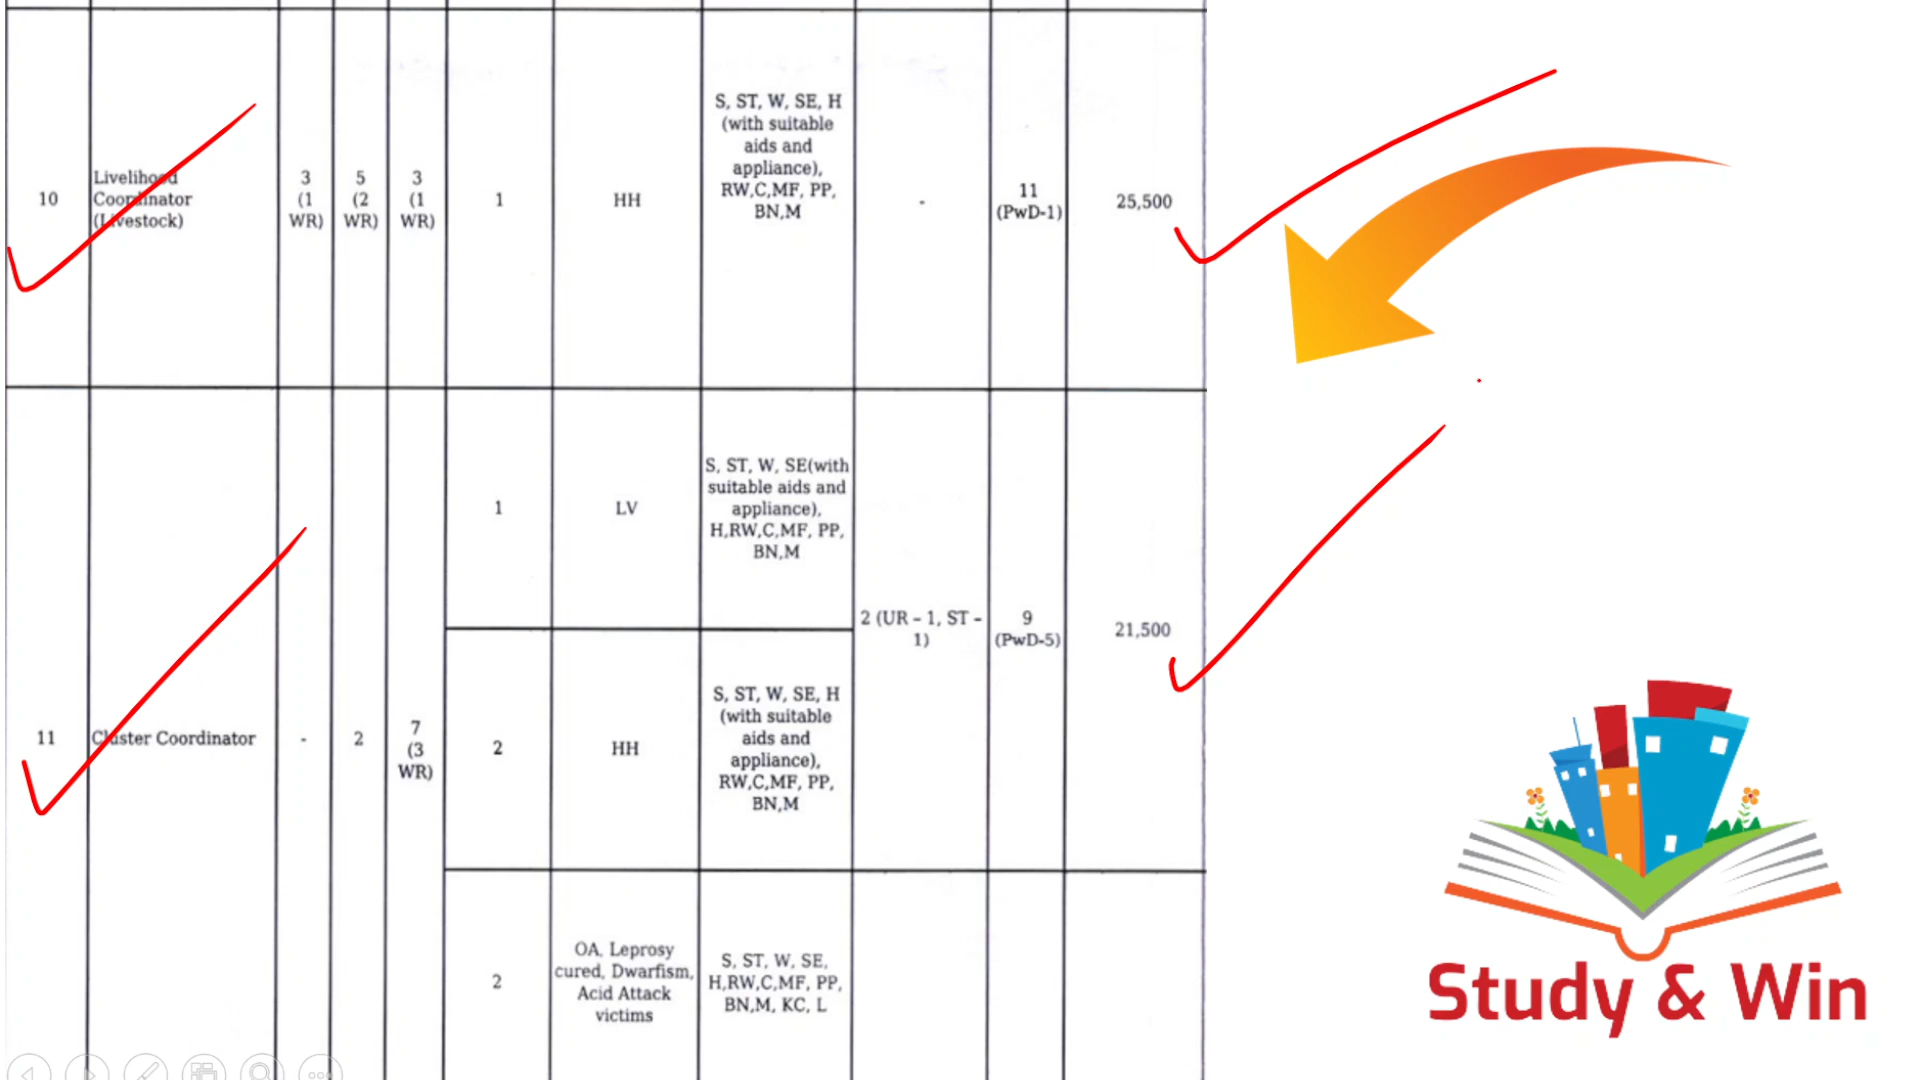 10
Livelihood
Coordinator
(Livestock)
3
(1
WR)
5
(2
WR)
3
(1
WR)
1
HH
S, ST, W, SE, H
(with suitable
aids and
appliance),
RW,C,MF, PP,
BN,M
-
11
(PwD-1)
25,500
11
Cluster Coordinator
-
2
7
(3
WR)
1
LV
S, ST, W, SE(with
suitable aids and
appliance),
H,RW,C,MF, PP,
BN,M
2
HH
S, ST, W, SE, H
(with suitable
aids and
appliance),
RW,C,MF, PP,
BN,M
2
OA, Leprosy
cured, Dwarfism,
Acid Attack
victims
S, ST, W, SE,
H,RW,C,MF, PP,
BN,M, KC, L
2 (UR – 1, ST –
1)
9
(PwD-5)
21,500
Study & Win